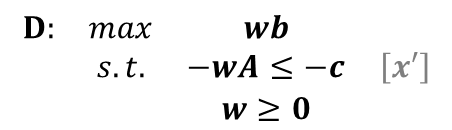 D: max wb
s.t. −wA ≤ −c [x′]
w ≥ 0